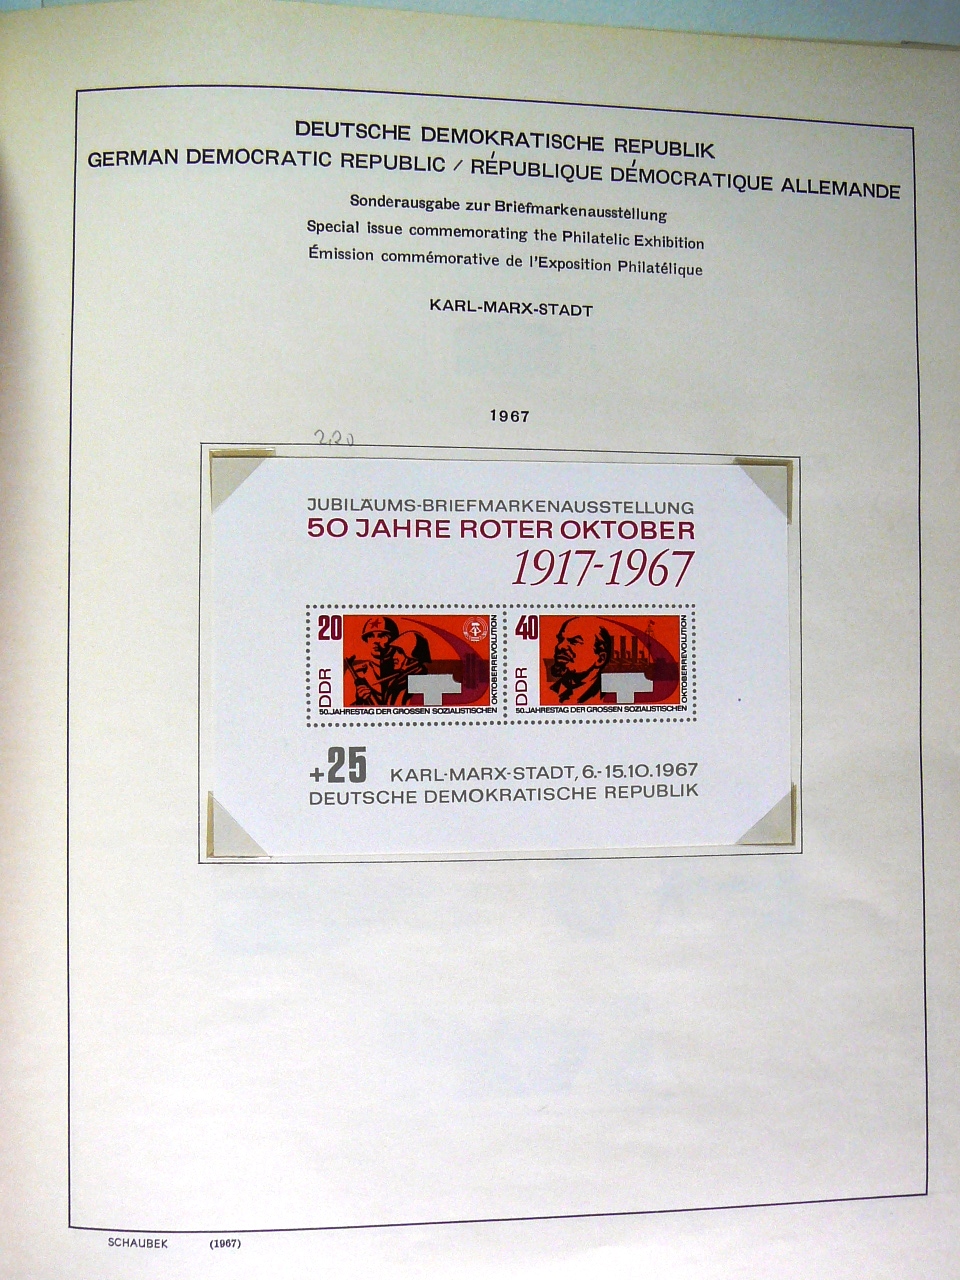 DEUTSCHE DEMOKRATISCHE REPUBLIK
GERMAN DEMOCRATIC REPUBLIC / RÉPUBLIQUE DÉMOCRATIQUE ALLEMANDE
Sonderausgabe zur Briefmarkenausstellung
Special issue commemorating the Philatelic Exhibition
Émission commémorative de l'Exposition Philatélique
KARL-MARX-STADT
1967
2,20
JUBILÄUMS-BRIEFMARKENAUSSTELLUNG
50 JAHRE ROTER OKTOBER
1917-1967
20
DDR
50. JAHRESTAG DER GROSSEN SOZIALISTISCHEN
OKTOBERREVOLUTION
40
DDR
50. JAHRESTAG DER GROSSEN SOZIALISTISCHEN
OKTOBERREVOLUTION
+25 KARL-MARX-STADT, 6.-15.10.1967
DEUTSCHE DEMOKRATISCHE REPUBLIK
SCHAUBEK (1967)